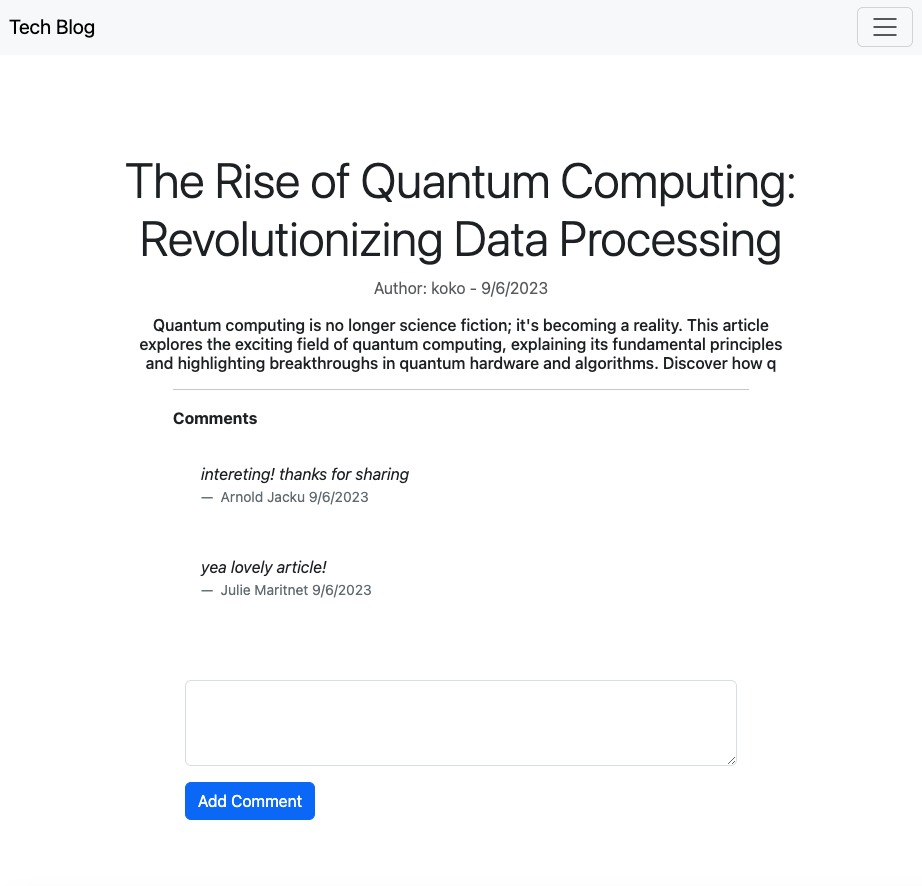 Tech Blog
The Rise of Quantum Computing:
Revolutionizing Data Processing
Author: koko - 9/6/2023
Quantum computing is no longer science fiction; it's becoming a reality. This article
explores the exciting field of quantum computing, explaining its fundamental principles
and highlighting breakthroughs in quantum hardware and algorithms. Discover how q
Comments
intereting! thanks for sharing
— Arnold Jacku 9/6/2023
yea lovely article!
— Julie Maritnet 9/6/2023
Add Comment